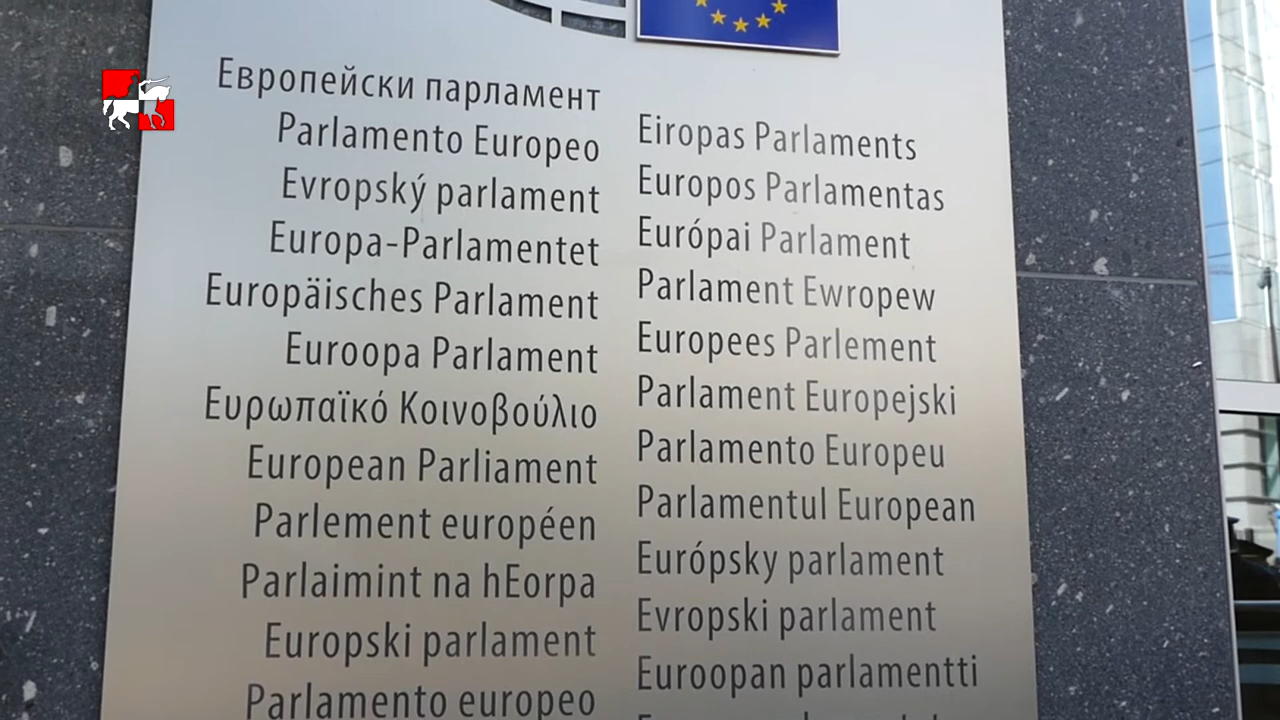 Европейски парламент
Parlamento Europeo
Evropský parlament
Europa-Parlamentet
Europäisches Parlament
Euroopa Parlament
Ευρωπαϊκό Κοινοβούλιο
European Parliament
Parlement européen
Parlaimint na hEorpa
Europski parlament
Parlamento europeo
Eiropas Parlaments
Europos Parlamentas
Európai Parlament
Parlament Ewropew
Europees Parlement
Parlament Europejski
Parlamento Europeu
Parlamentul European
Európsky parlament
Evropski parlament
Euroopan parlamentti